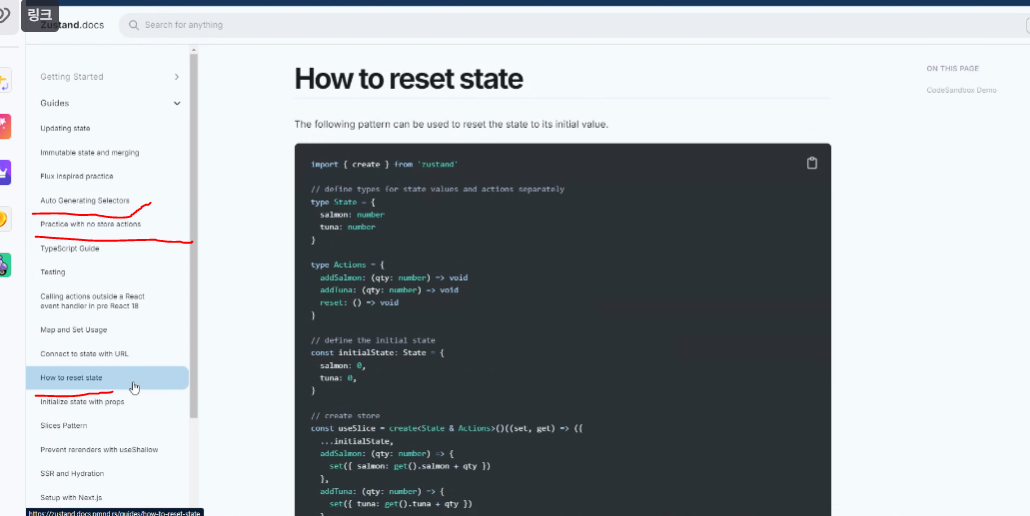 링크
Zustand.docs
Search for anything
Getting Started
Guides
Updating state
Immutable state and merging
Flux inspired practice
Auto Generating Selectors
Practice with no store actions
TypeScript Guide
Testing
Calling actions outside a React
event handler in pre React 18
Map and Set Usage
Connect to state with URL
How to reset state
Initialize state with props
Slices Pattern
Prevent rerenders with useShallow
SSR and Hydration
Setup with Next.js
https://zustand.docs.pmnd.rs/guides/how-to-reset-state
How to reset state
The following pattern can be used to reset the state to its initial value.
import { create } from 'zustand'
// define types for state values and actions separately
type State = {
salmon: number
tuna: number
}
type Actions = {
addSalmon: (qty: number) => void
addTuna: (qty: number) => void
reset: () => void
}
// define the initial state
const initialState: State = {
salmon: 0,
tuna: 0,
}
// create store
const useSlice = create<State & Actions>()((set, get) => ({
...initialState,
addSalmon: (qty: number) => {
set({ salmon: get().salmon + qty })
},
addTuna: (qty: number) => {
set({ tuna: get().tuna + qty })
ON THIS PAGE
CodeSandbox Demo